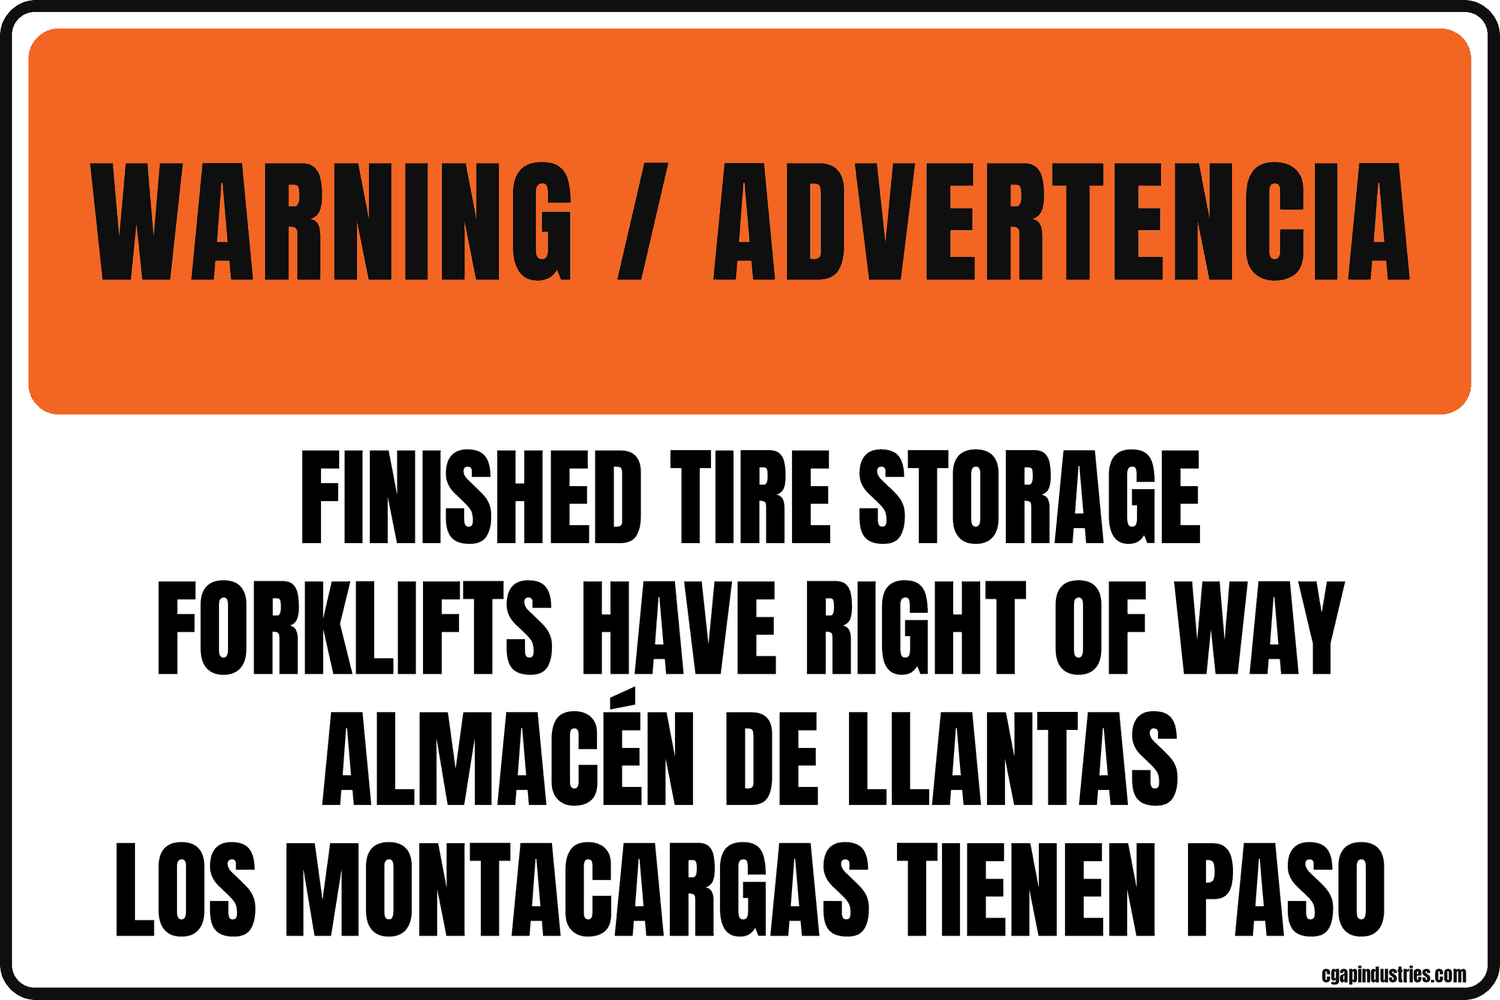 WARNING / ADVERTENCIA
FINISHED TIRE STORAGE
FORKLIFTS HAVE RIGHT OF WAY
ALMACÉN DE LLANTAS
LOS MONTACARGAS TIENEN PASO
cgapindustries.com